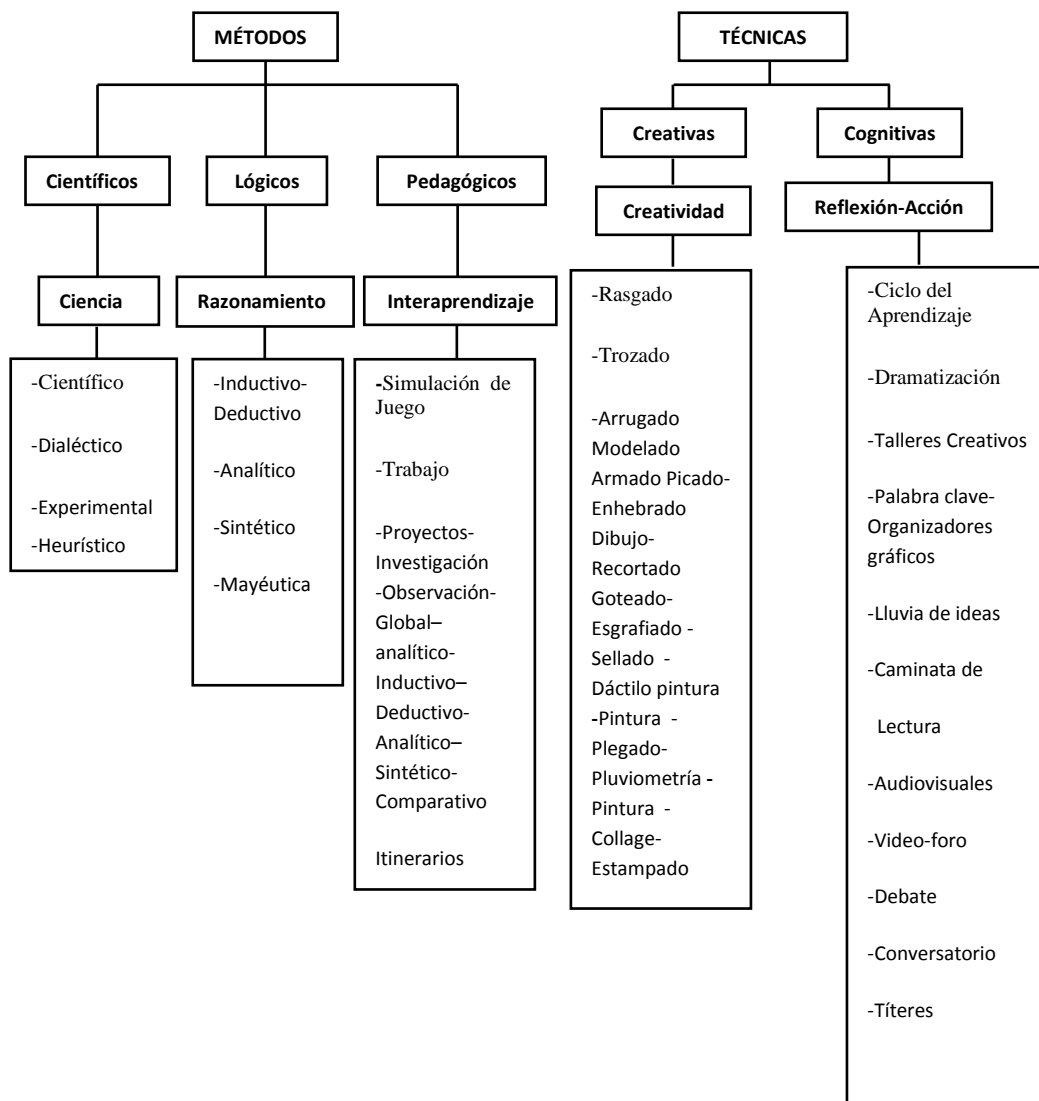 MÉTODOS
TÉCNICAS
Creativas
Cognitivas
Científicos
Lógicos
Pedagógicos
Creatividad
Reflexión-Acción
Ciencia
Razonamiento
Interaprendizaje
-Científico
-Dialéctico
-Experimental
-Heurístico
-Inductivo-
Deductivo
-Analítico
-Sintético
-Mayéutica
-Simulación de
Juego
-Trabajo
-Proyectos-
Investigación
-Observación-
Global–
analítico-
Inductivo–
Deductivo-
Analítico–
Sintético-
Comparativo
Itinerarios
-Rasgado
-Trozado
-Arrugado
Modelado
Armado Picado-
Enhebrado
Dibujo-
Recortado
Goteado-
Esgrafiado -
Sellado -
Dáctilo pintura
-Pintura -
Plegado-
Pluviometría -
Pintura -
Collage-
Estampado
-Ciclo del
Aprendizaje
-Dramatización
-Talleres Creativos
-Palabra clave-
Organizadores
gráficos
-Lluvia de ideas
-Caminata de
Lectura
-Audiovisuales
-Video-foro
-Debate
-Conversatorio
-Títeres